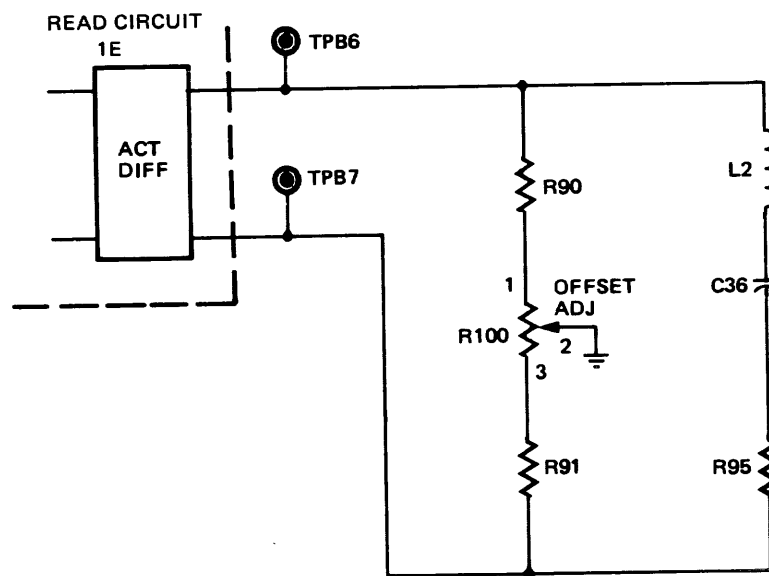 READ CIRCUIT
1E
TPB6
ACT
DIFF
TPB7
R90
L2
1
OFFSET
ADJ
C36
R100
2
3
R91
R95